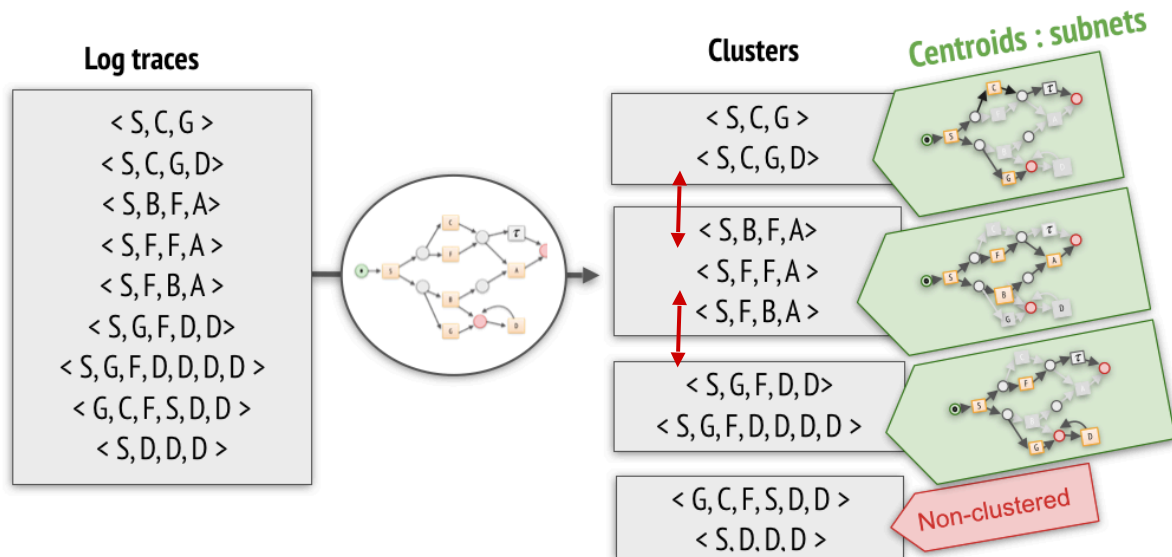 Log traces
< S, C, G >
< S, C, G, D>
< S, B, F, A>
< S, F, F, A >
< S, F, B, A >
< S, G, F, D, D>
< S, G, F, D, D, D, D >
< G, C, F, S, D, D >
< S, D, D, D >
S
C
F
B
G
τ
A
D
Clusters
< S, C, G >
< S, C, G, D>
< S, B, F, A>
< S, F, F, A >
< S, F, B, A >
< S, G, F, D, D>
< S, G, F, D, D, D, D >
< G, C, F, S, D, D >
< S, D, D, D >
Centroids : subnets
C
τ
S
G
τ
F
S
A
B
G
D
τ
F
S
G
D
Non-clustered